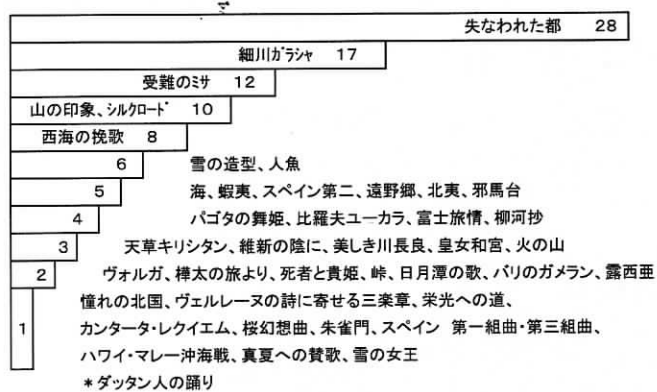 失なわれた都 28
細川ガラシャ 17
受難のミサ 12
山の印象、シルクロード 10
西海の挽歌 8
6 雪の造型、人魚
5 海、蝦夷、スペイン第二、遠野郷、北夷、邪馬台
4 パゴタの舞姫、比羅夫ユーカラ、富士旅情、柳河抄
3 天草キリシタン、維新の陰に、美しき川長良、皇女和宮、火の山
2 ヴォルガ、樺太の旅より、死者と貴姫、峠、日月潭の歌、バリのガメラン、露西亜
憧れの北国、ヴェルレーヌの詩に寄せる三楽章、栄光への道、
1 カンタータ・レクイエム、桜幻想曲、朱雀門、スペイン 第一組曲・第三組曲、
ハワイ・マレー沖海戦、真夏への賛歌、雪の女王
*ダッタン人の踊り